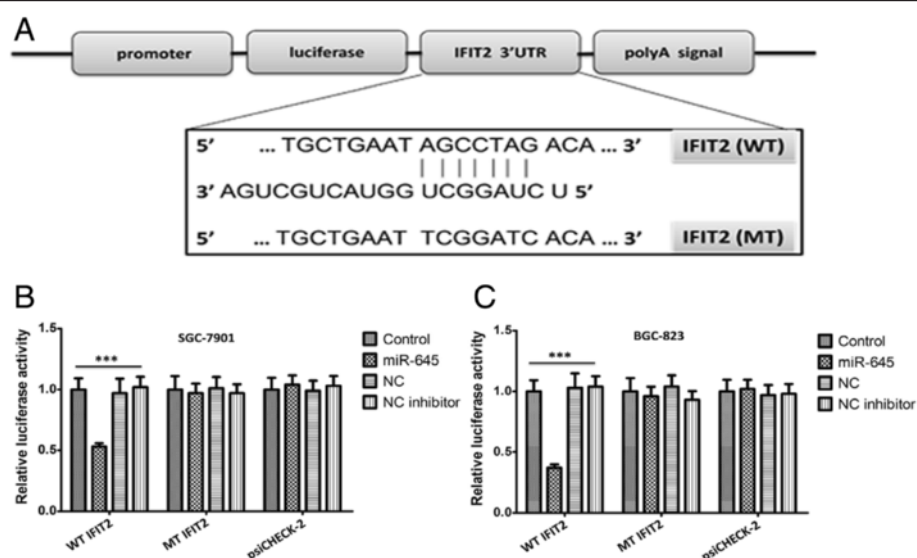 A
promoter luciferase IFIT2 3'UTR polyA signal
5' ... TGCTGAAT AGCCTAG ACA ... 3' IFIT2 (WT)
3' AGUCGUCAUGG UCGGAUC U 5'
5' ... TGCTGAAT TCGGATC ACA ... 3' IFIT2 (MT)
B
SGC-7901
Relative luciferase activity
1.5
1.0
0.5
0.0
***
WT IFIT2
MT IFIT2
psiCHECK-2
Control
miR-645
NC
NC inhibitor
C
BGC-823
Relative luciferase activity
1.5
1.0
0.5
0.0
***
WT IFIT2
MT IFIT2
psiCHECK-2
Control
miR-645
NC
NC inhibitor